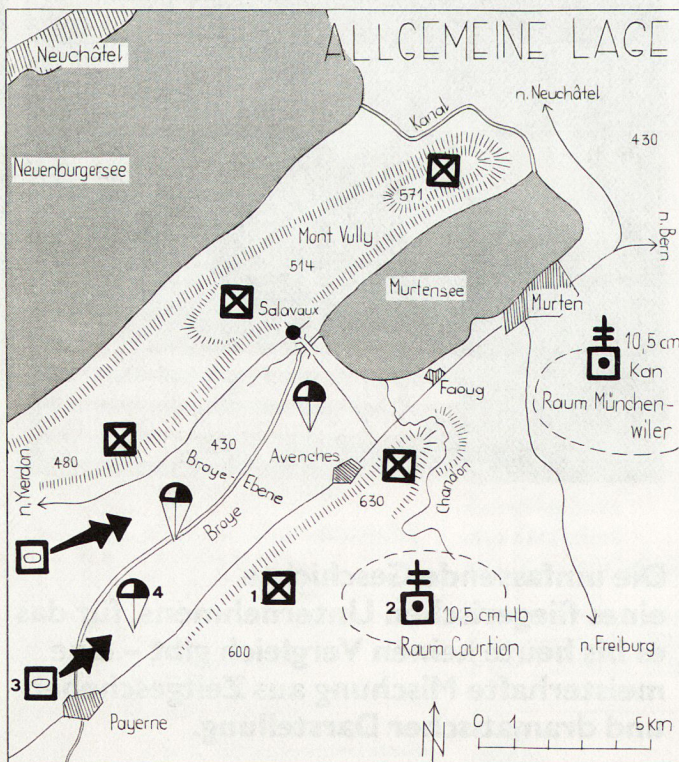 ALLGEMEINE LAGE
Neuchâtel
n. Neuchâtel
Kanal
430
Neuenburgersee
571
n. Bern
Mont Vully
514
Murtensee
Salavaux
Murten
10,5 cm
Kan
Faoug
Raum München-
wiler
430
Avenches
480
Broye-Ebene
630
Chandon
n. Yverdon
Broye
4
1
2
10,5 cm Hb
600
Raum Courtion
n. Freiburg
3
Payerne
N
0 1 5 Km